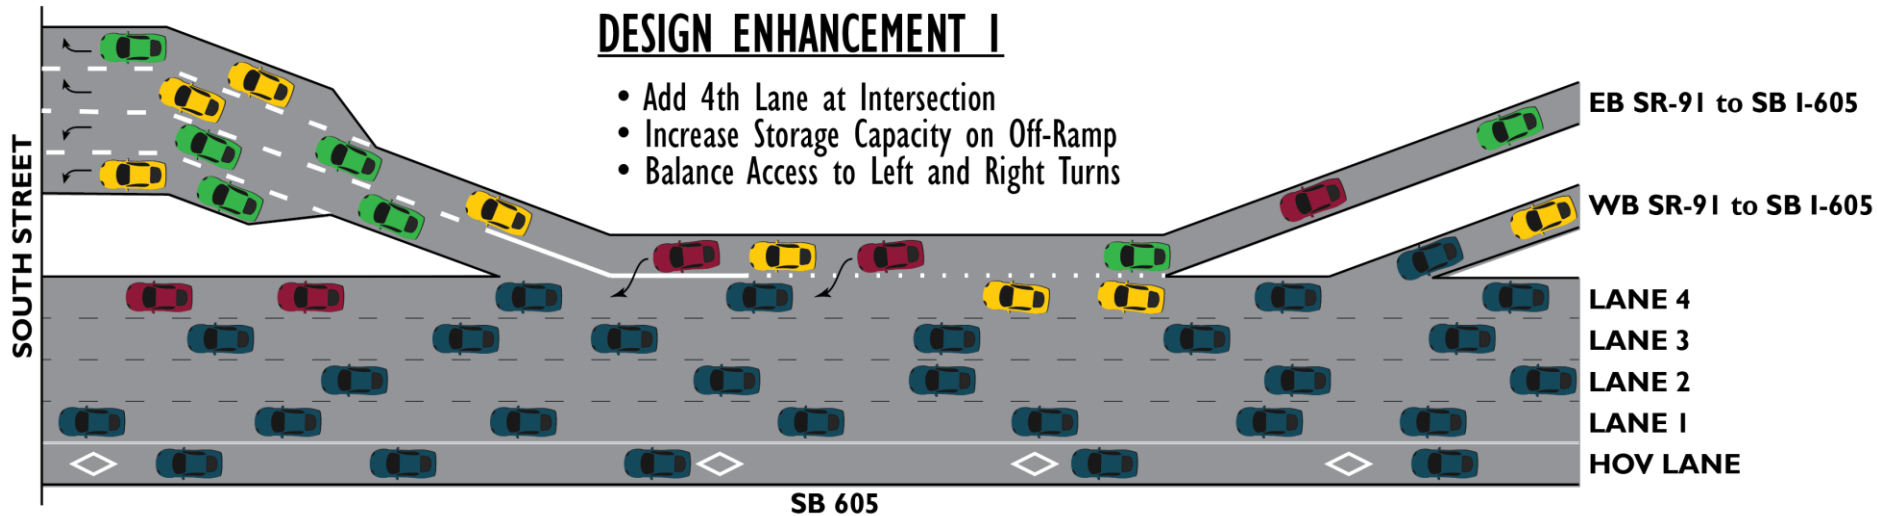 DESIGN ENHANCEMENT I
• Add 4th Lane at Intersection
• Increase Storage Capacity on Off-Ramp
• Balance Access to Left and Right Turns
EB SR-91 to SB I-605
WB SR-91 to SB I-605
SOUTH STREET
LANE 4
LANE 3
LANE 2
LANE 1
HOV LANE
SB 605